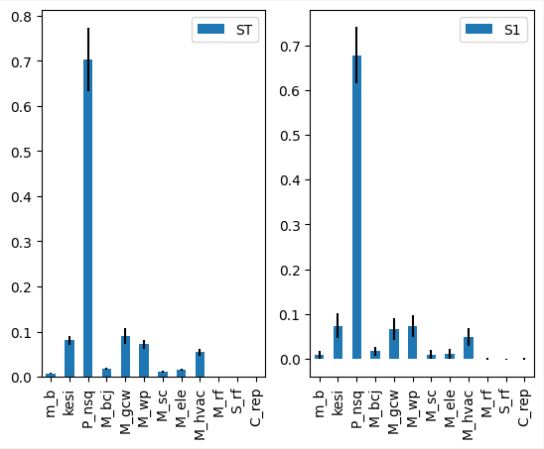 ST
0.8
0.7
0.6
0.5
0.4
0.3
0.2
0.1
0.0
m_b
kesi
P_nsq
M_bcj
M_gcw
M_wp
M_sc
M_ele
M_hvac
M_rf
S_rf
C_rep
S1
0.7
0.6
0.5
0.4
0.3
0.2
0.1
0.0
m_b
kesi
P_nsq
M_bcj
M_gcw
M_wp
M_sc
M_ele
M_hvac
M_rf
S_rf
C_rep